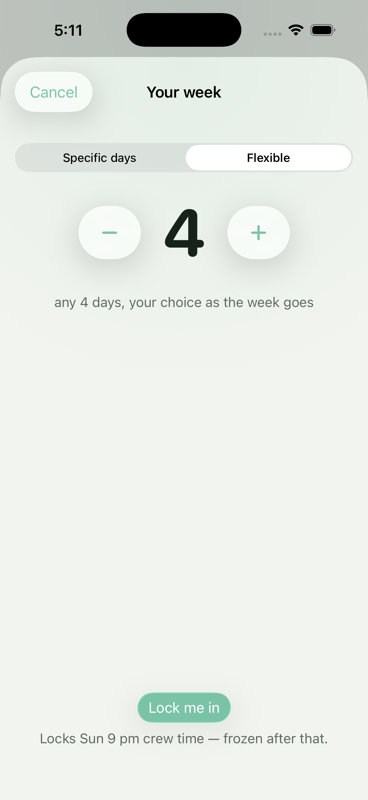 5:11
Cancel
Your week
Specific days
Flexible
− 4 +
any 4 days, your choice as the week goes
Lock me in
Locks Sun 9 pm crew time — frozen after that.